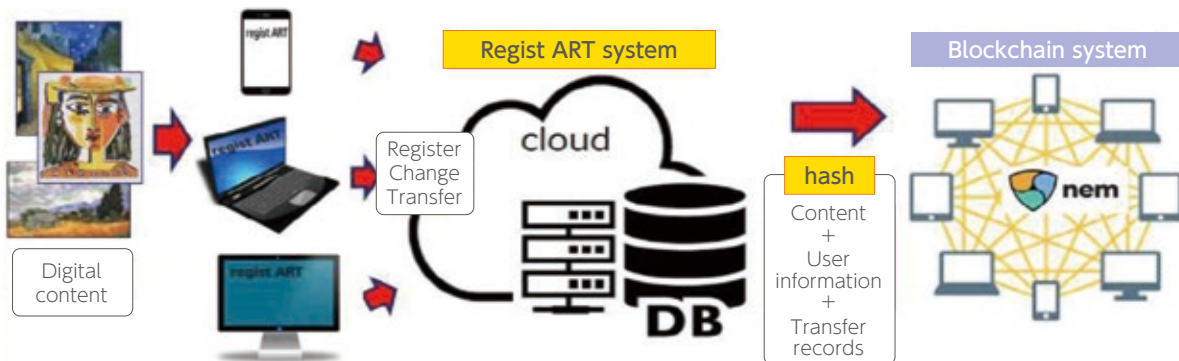 Digital
content
regist ART
regist ART
regist ART
Register
Change
Transfer
Regist ART system
cloud
DB
hash
Content
+
User
information
+
Transfer
records
Blockchain system
nem